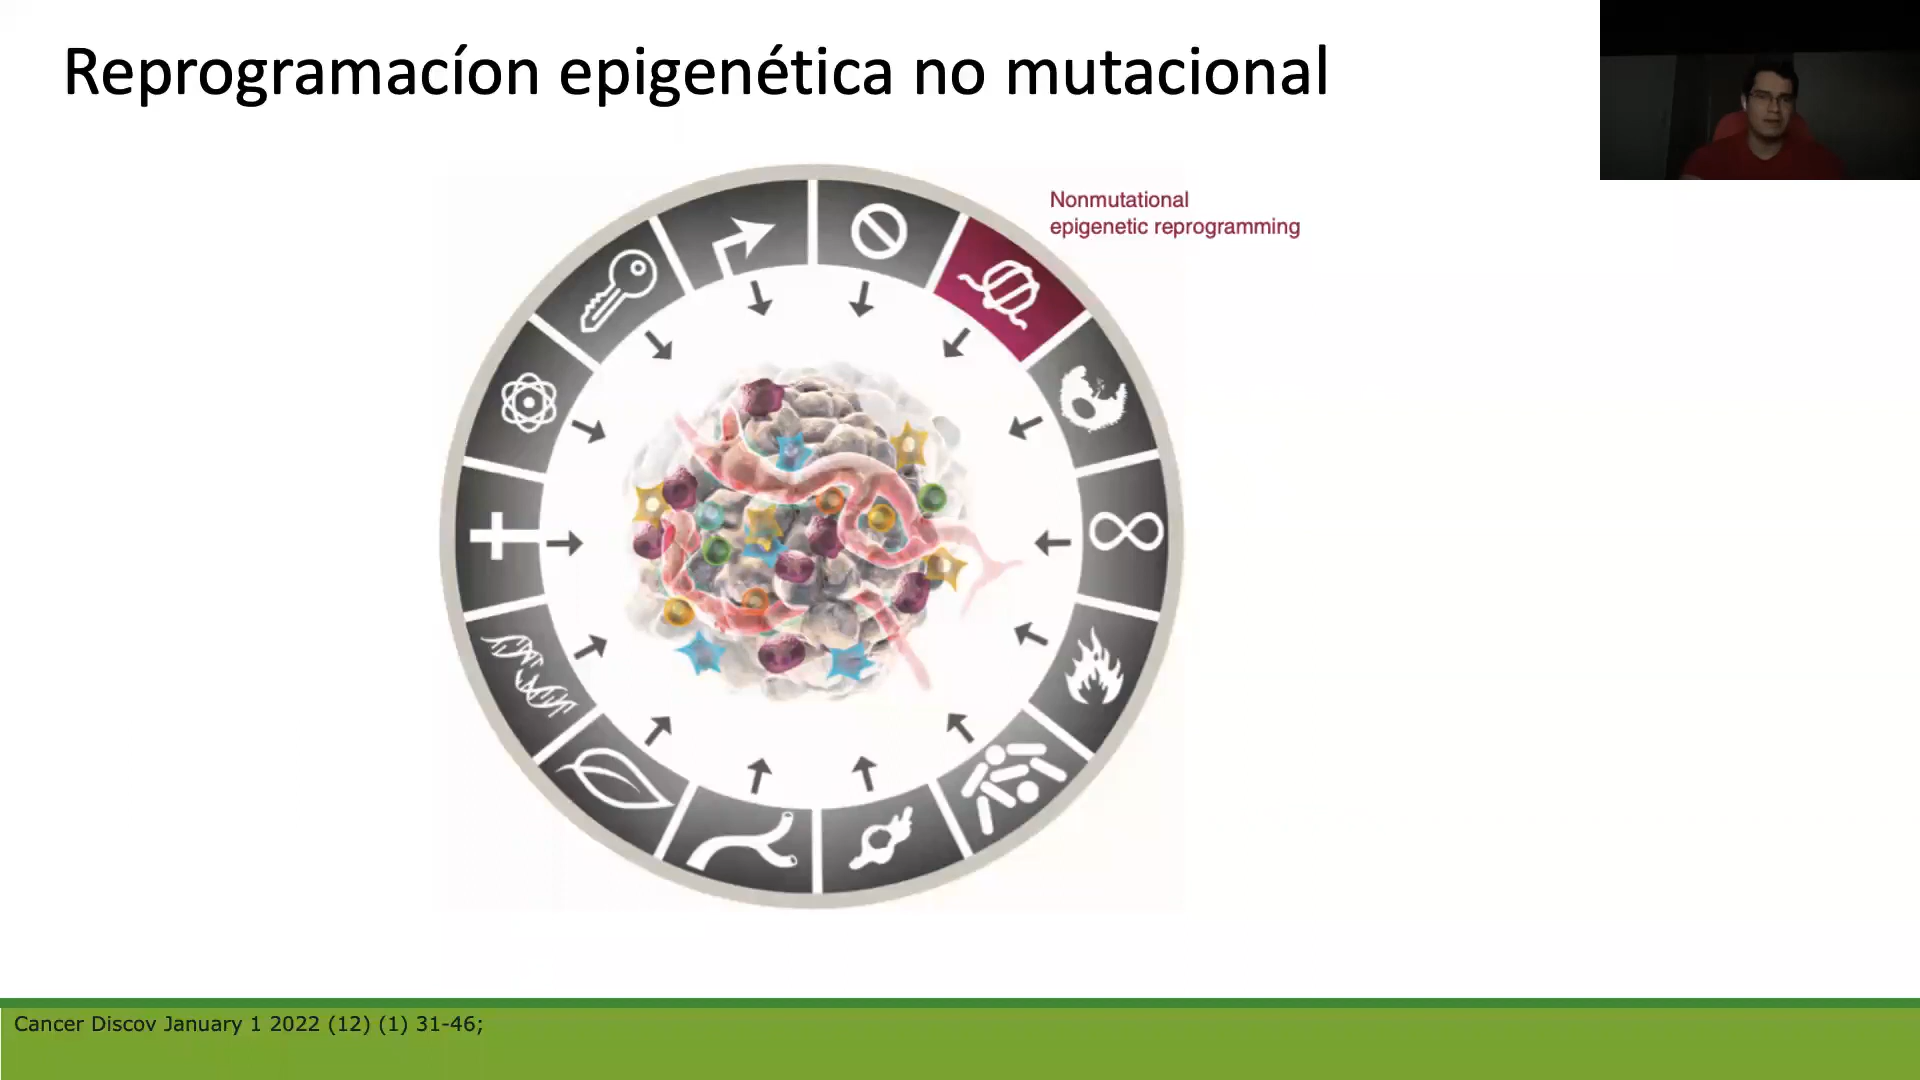 Reprogramacíon epigenética no mutacional
Nonmutational
epigenetic reprogramming
Cancer Discov January 1 2022 (12) (1) 31-46;